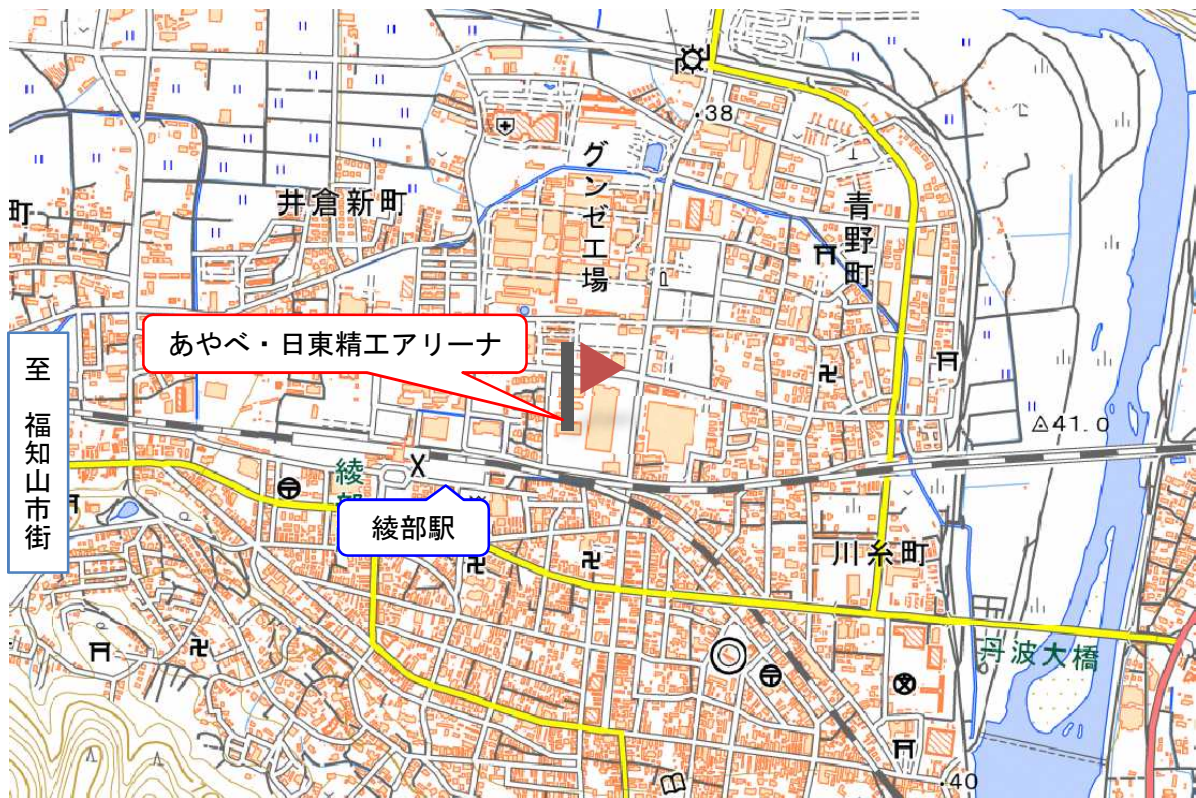 .38
グンゼ工場
井倉新町
町
青野町
あやべ・日東精工アリーナ
至 福知山市街
41.0
綾部
綾部駅
川糸町
丹波大橋
.40